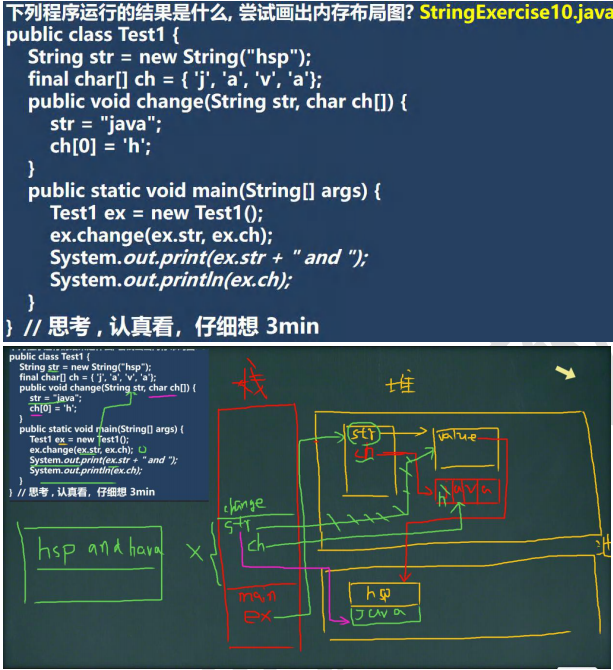 下列程序运行的结果是什么, 尝试画出内存布局图? StringExercise10.java
public class Test1 {
String str = new String("hsp");
final char[] ch = { 'j', 'a', 'v', 'a'};
public void change(String str, char ch[]) {
str = "java";
ch[0] = 'h';
}
public static void main(String[] args) {
Test1 ex = new Test1();
ex.change(ex.str, ex.ch);
System.out.print(ex.str + " and ");
System.out.println(ex.ch);
}
} // 思考 , 认真看， 仔细想 3min
public class Test1 {
String str = new String("hsp");
final char[] ch = { 'j', 'a', 'v', 'a'};
public void change(String str, char ch[]) {
str = "java";
ch[0] = 'h';
}
public static void main(String[] args) {
Test1 ex = new Test1();
ex.change(ex.str, ex.ch);
System.out.print(ex.str + " and ");
System.out.println(ex.ch);
}
} // 思考 , 认真看， 仔细想 3min
栈
堆
str
value
ch
h a v a
change
str
ch
hsp and hava
main
ex
hsp
java